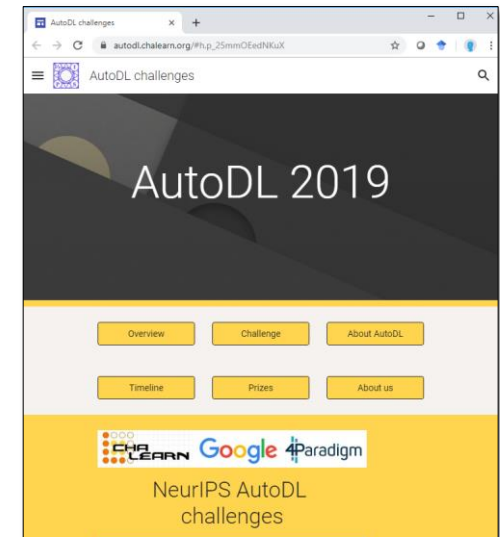 AutoDL challenges
autodl.chalearn.org/#h.p_25mmOEedNKuX
AutoDL challenges
AutoDL 2019
Overview Challenge About AutoDL
Timeline Prizes About us
CHALEARN Google 4Paradigm
NeurIPS AutoDL
challenges